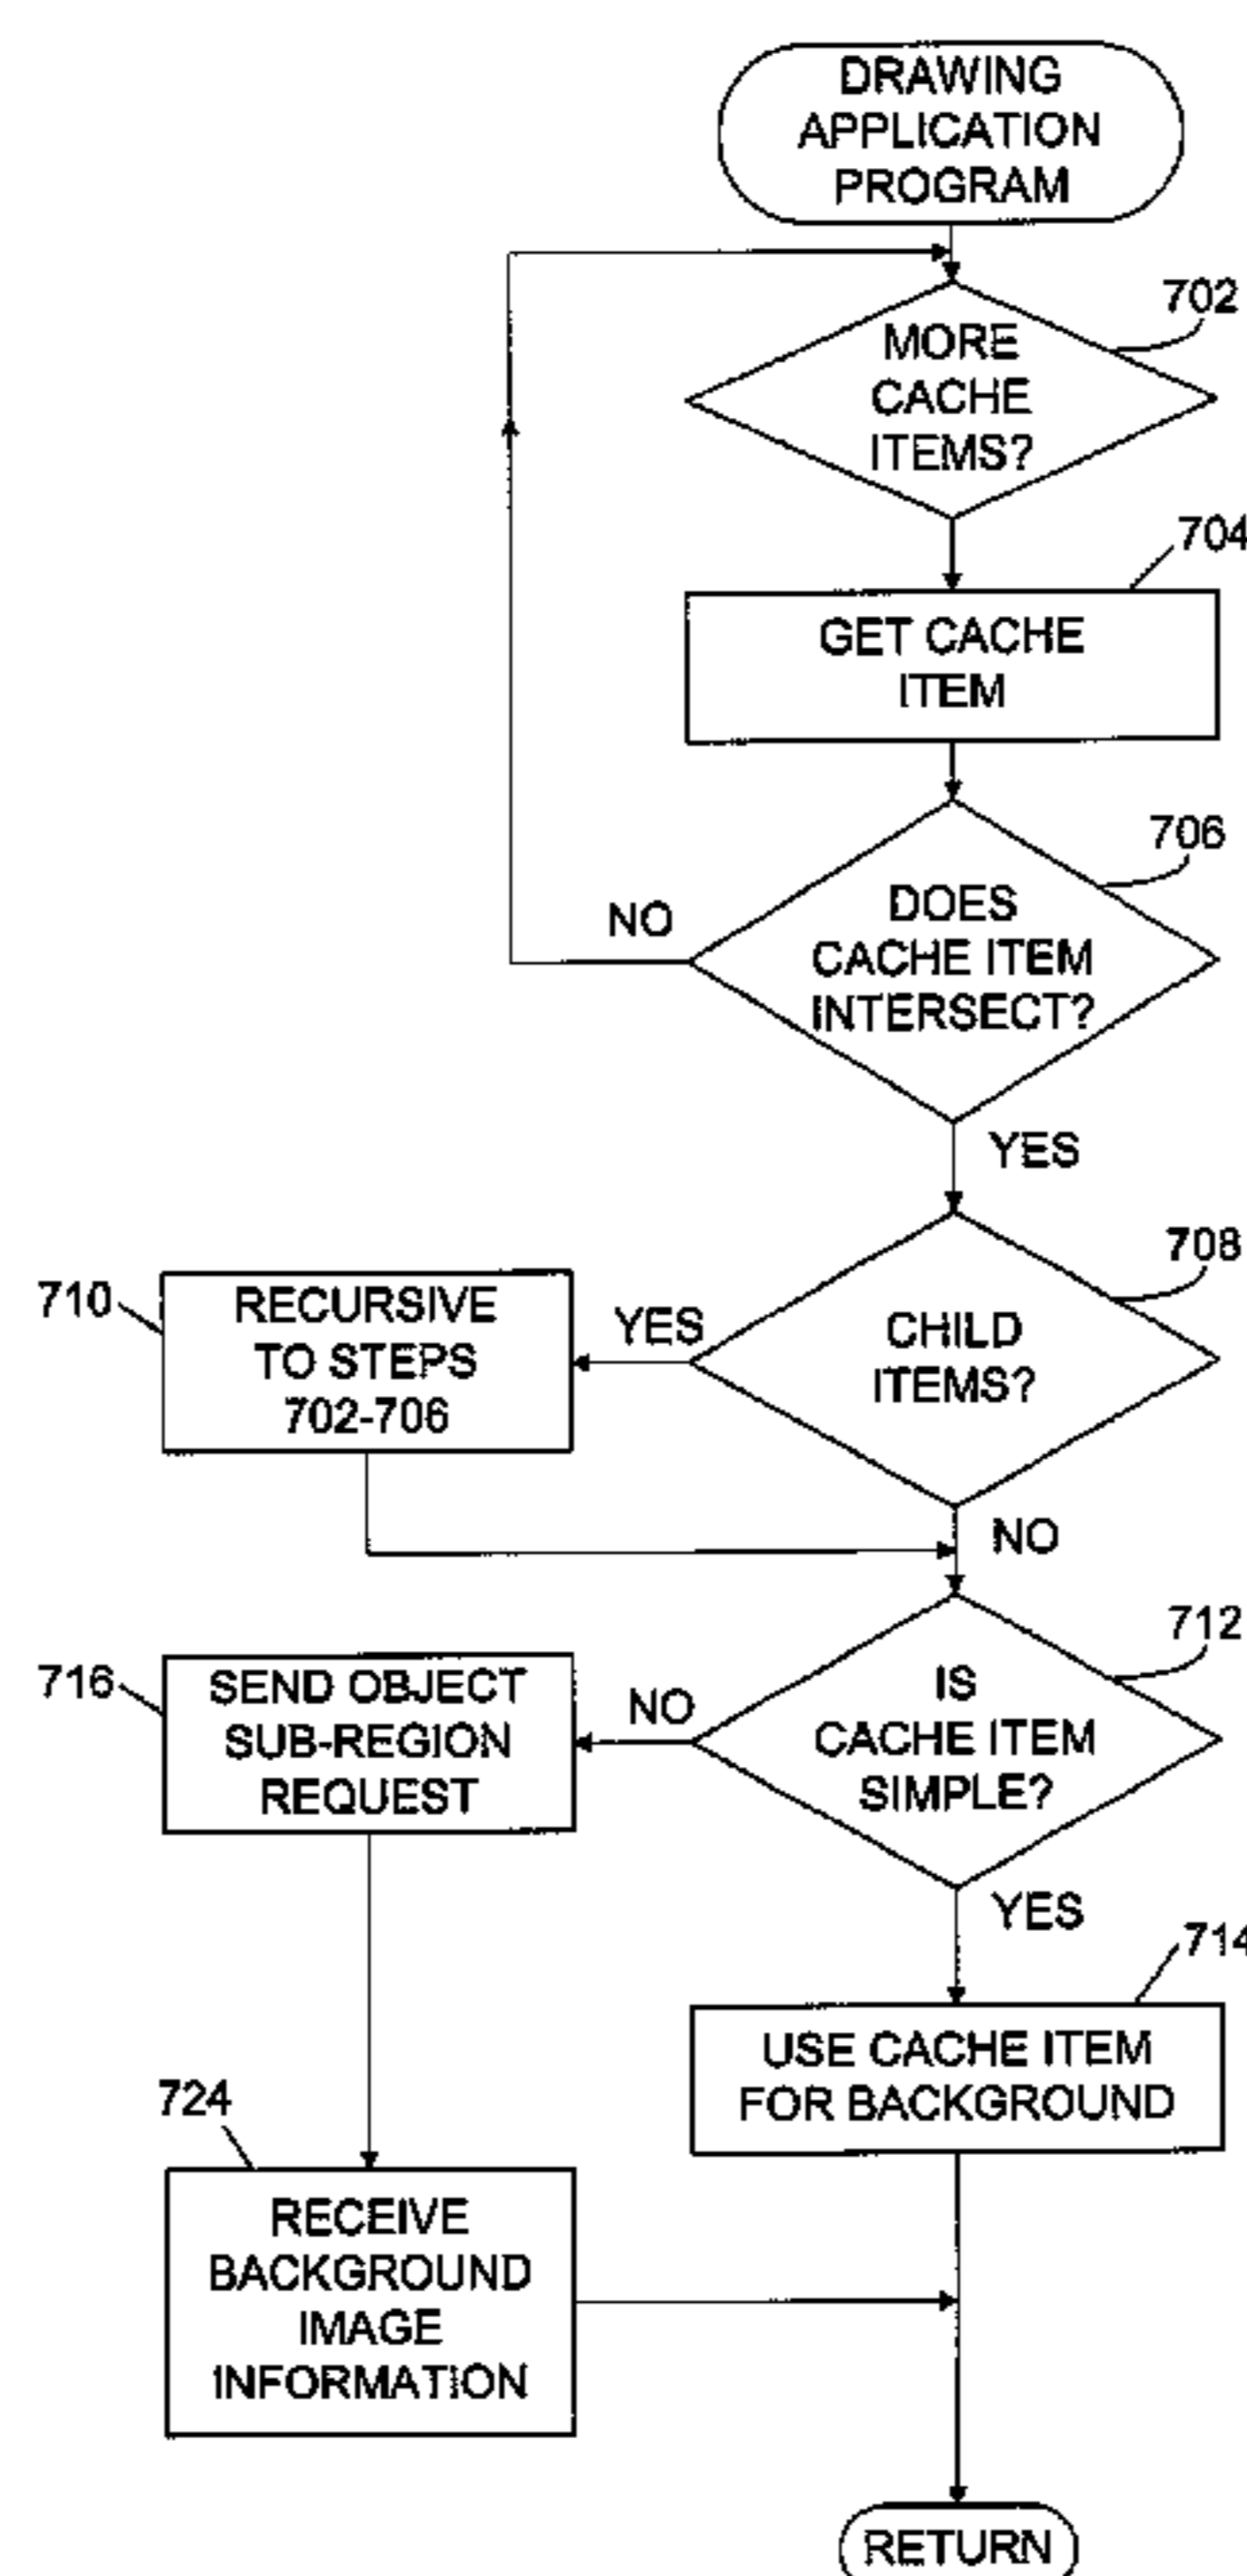 DRAWING
APPLICATION
PROGRAM
702
MORE
CACHE
ITEMS?
704
GET CACHE
ITEM
706
DOES
CACHE ITEM
INTERSECT?
NO
YES
708
CHILD
ITEMS?
YES
710
RECURSIVE
TO STEPS
702-706
NO
712
IS
CACHE ITEM
SIMPLE?
NO
716
SEND OBJECT
SUB-REGION
REQUEST
YES
714
USE CACHE ITEM
FOR BACKGROUND
724
RECEIVE
BACKGROUND
IMAGE
INFORMATION
RETURN